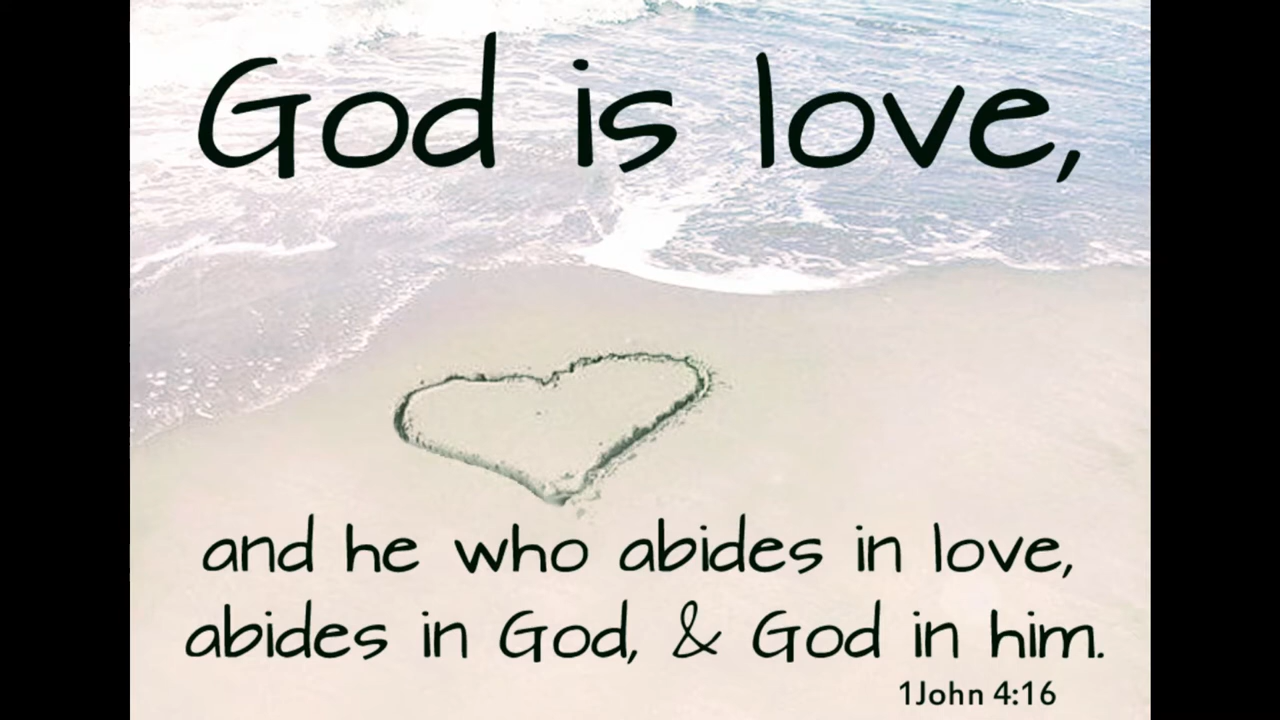 God is love,
and he who abides in love,
abides in God, & God in him.
1John 4:16